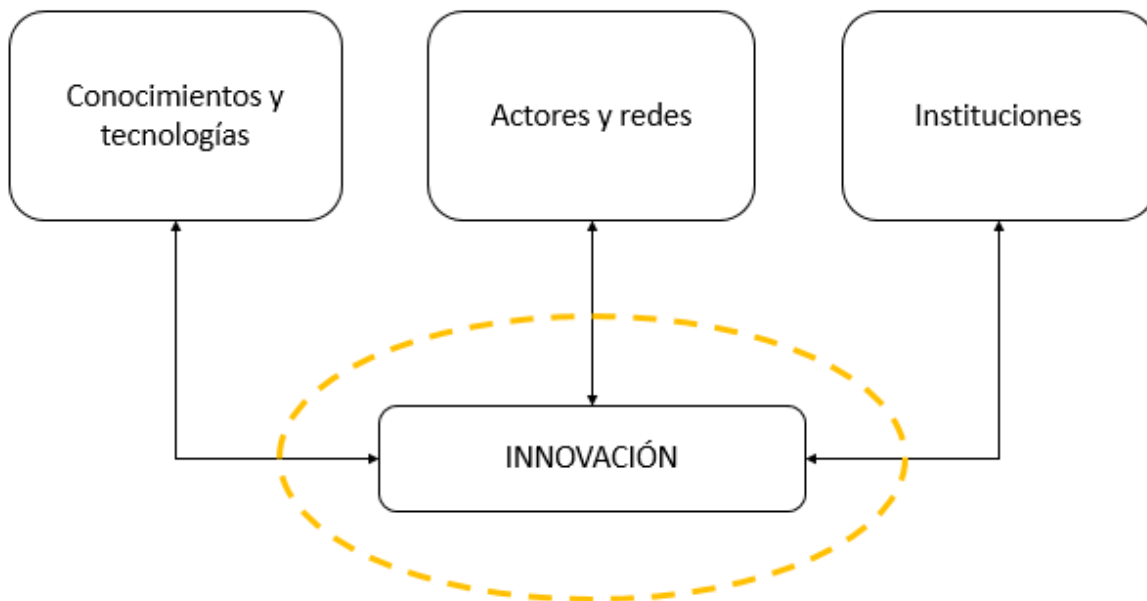 Conocimientos y
tecnologías
Actores y redes
Instituciones
INNOVACIÓN